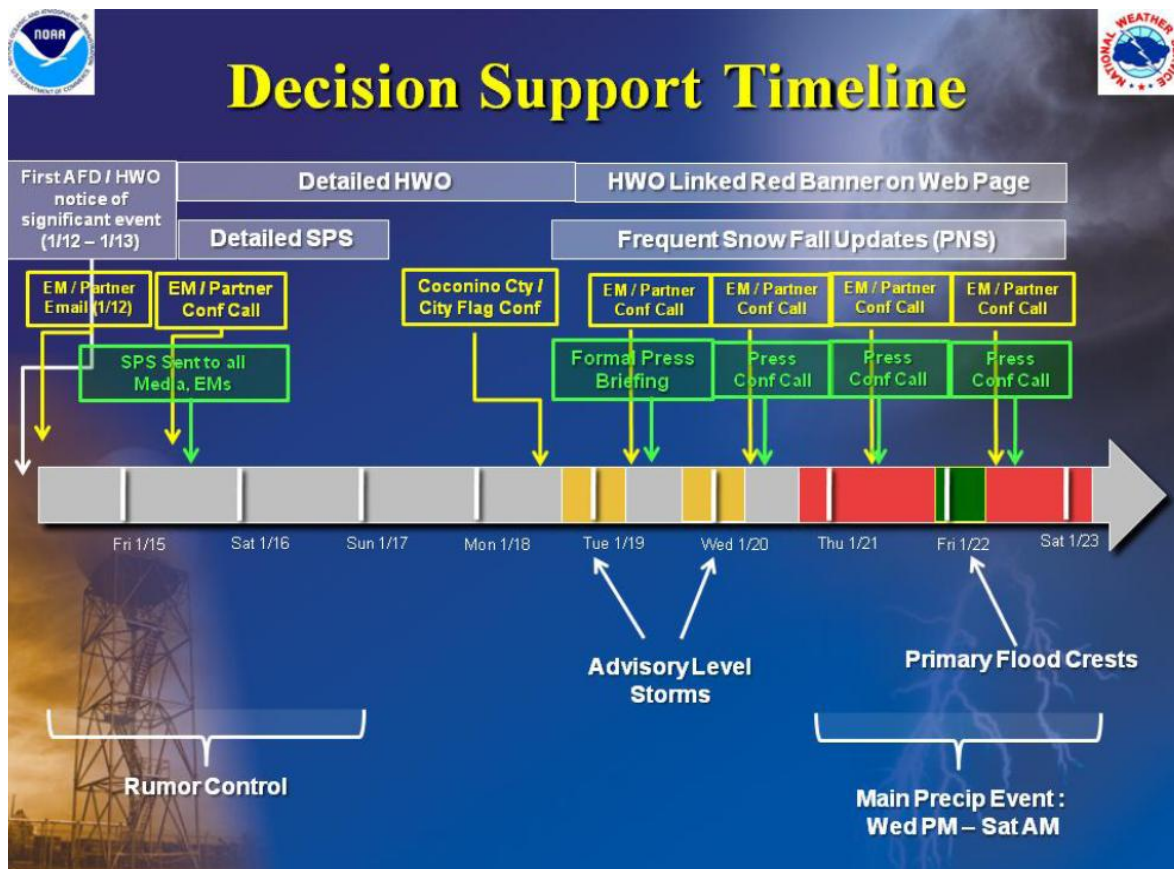 NOAA
NATIONAL WEATHER SERVICE
Decision Support Timeline
First AFD / HWO
notice of
significant event
(1/12 – 1/13)
Detailed HWO
HWO Linked Red Banner on Web Page
Detailed SPS
Frequent Snow Fall Updates (PNS)
EM / Partner
Email (1/12)
EM / Partner
Conf Call
Coconino Cty /
City Flag Conf
EM / Partner
Conf Call
EM / Partner
Conf Call
EM / Partner
Conf Call
EM / Partner
Conf Call
SPS Sent to all
Media, EMs
Formal Press
Briefing
Press
Conf Call
Press
Conf Call
Press
Conf Call
Fri 1/15
Sat 1/16
Sun 1/17
Mon 1/18
Tue 1/19
Wed 1/20
Thu 1/21
Fri 1/22
Sat 1/23
Advisory Level
Storms
Primary Flood Crests
Rumor Control
Main Precip Event :
Wed PM – Sat AM